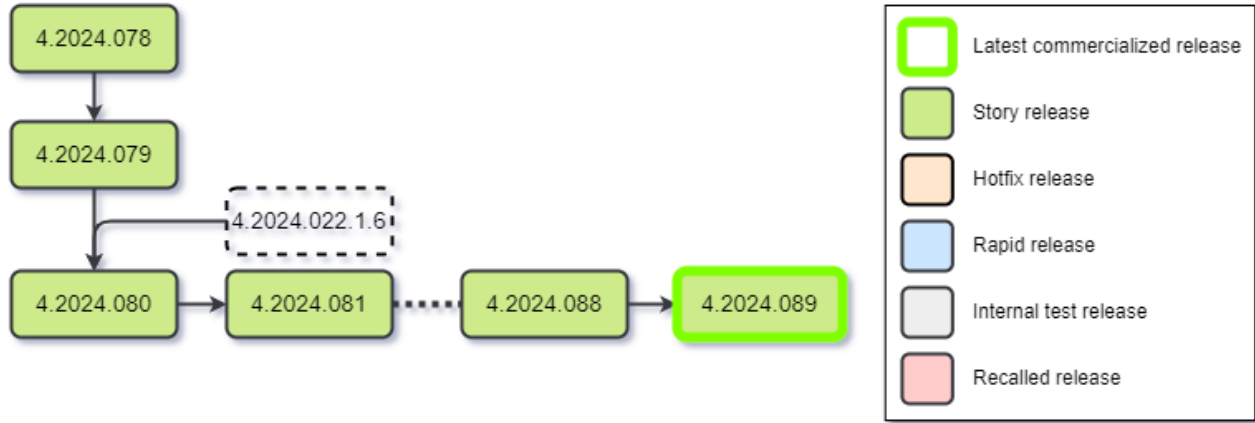 4.2024.078
4.2024.079
4.2024.022.1.6
4.2024.080
4.2024.081
4.2024.088
4.2024.089
Latest commercialized release
Story release
Hotfix release
Rapid release
Internal test release
Recalled release